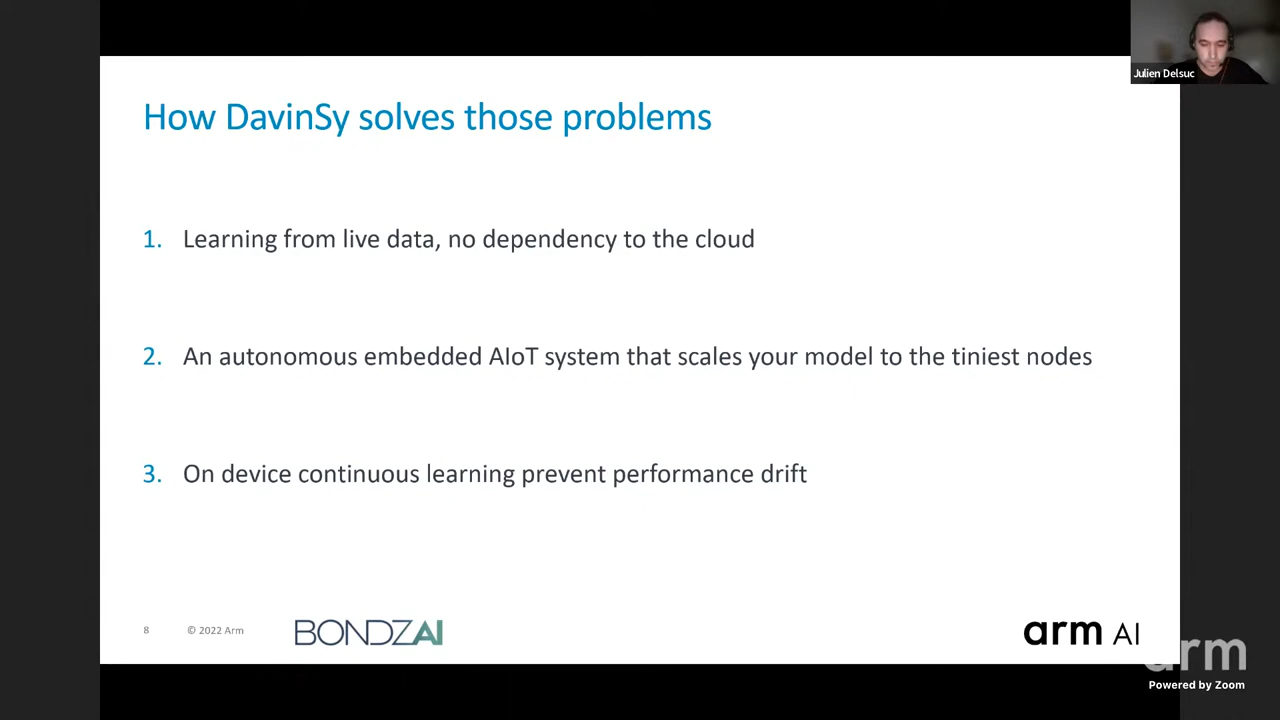 Julien Delsuc
How DavinSy solves those problems
1. Learning from live data, no dependency to the cloud
2. An autonomous embedded AIoT system that scales your model to the tiniest nodes
3. On device continuous learning prevent performance drift
8 © 2022 Arm BONDZAI arm AI
arm
Powered by Zoom